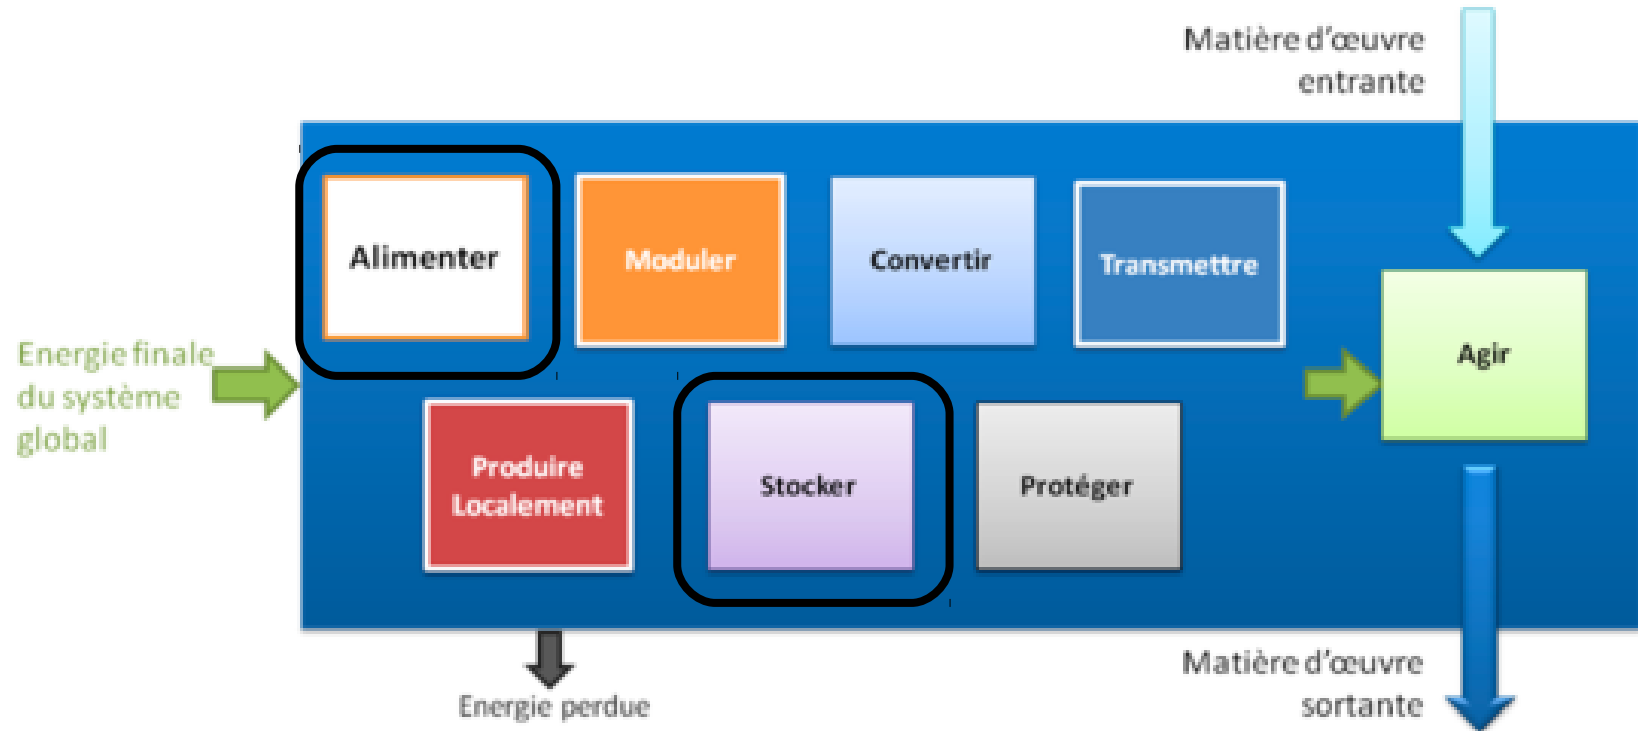 Matière d'œuvre
entrante
Alimenter
Moduler
Convertir
Transmettre
Energie finale
du système
global
Agir
Produire
Localement
Stocker
Protéger
Matière d'œuvre
sortante
Energie perdue